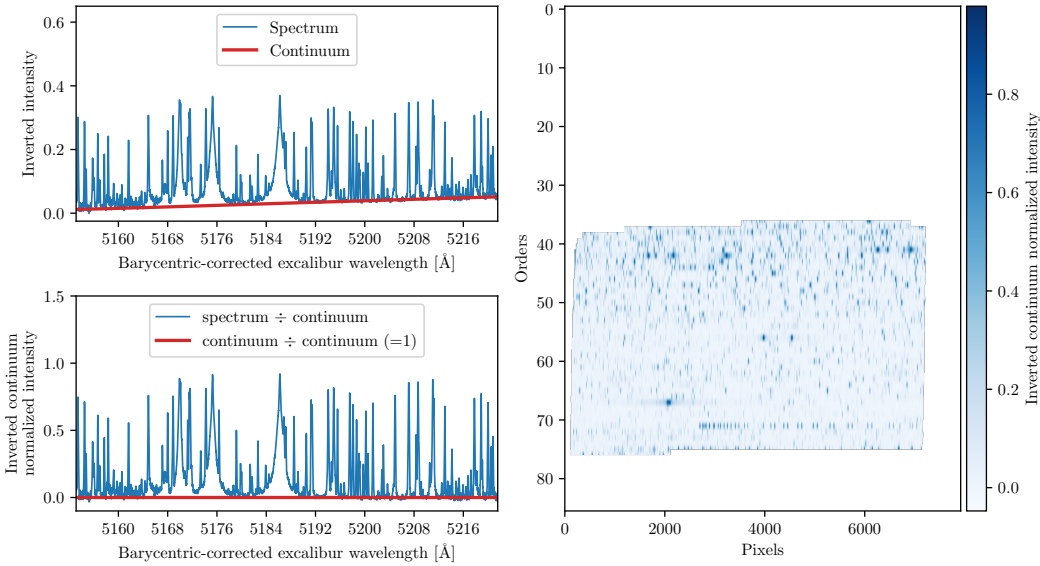 0.6
0.4
0.2
0.0
Inverted intensity
Spectrum
Continuum
5160 5168 5176 5184 5192 5200 5208 5216
Barycentric-corrected excalibur wavelength [Å]
1.5
1.0
0.5
0.0
Inverted continuum
normalized intensity
spectrum ÷ continuum
continuum ÷ continuum (=1)
5160 5168 5176 5184 5192 5200 5208 5216
Barycentric-corrected excalibur wavelength [Å]
0
10
20
30
40
50
60
70
80
Orders
0 2000 4000 6000
Pixels
0.8
0.6
0.4
0.2
0.0
Inverted continuum normalized intensity